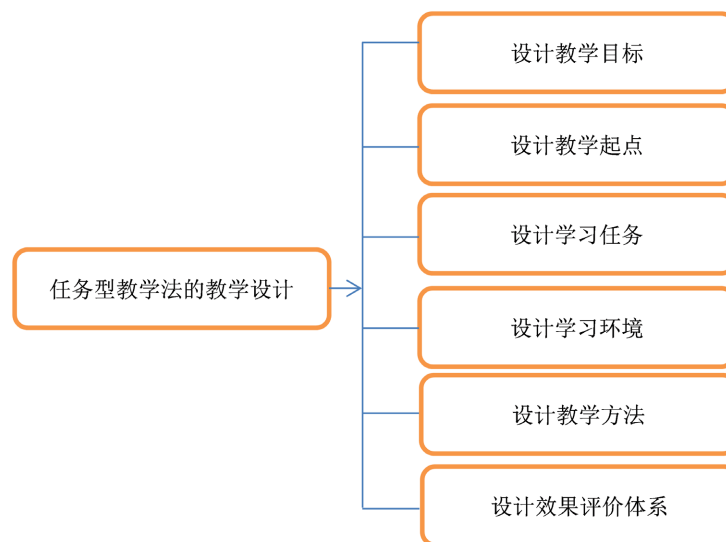 设计教学目标
设计教学起点
设计学习任务
任务型教学法的教学设计
设计学习环境
设计教学方法
设计效果评价体系